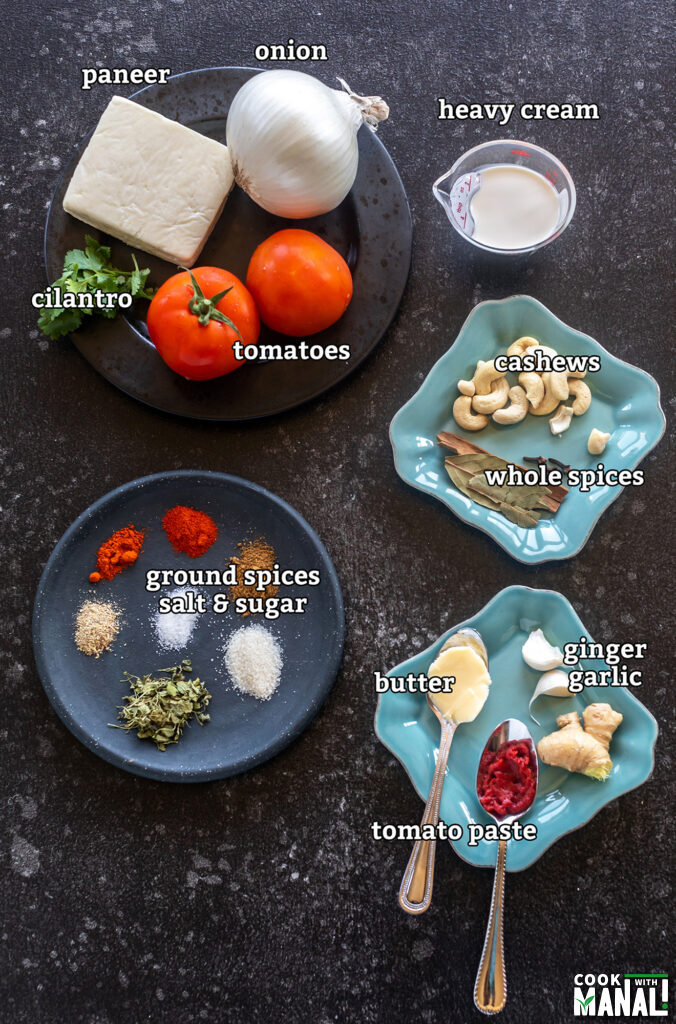 onion
paneer
heavy cream
cilantro
tomatoes
cashews
whole spices
ground spices
salt & sugar
ginger
garlic
butter
tomato paste
COOK WITH
MANAL!